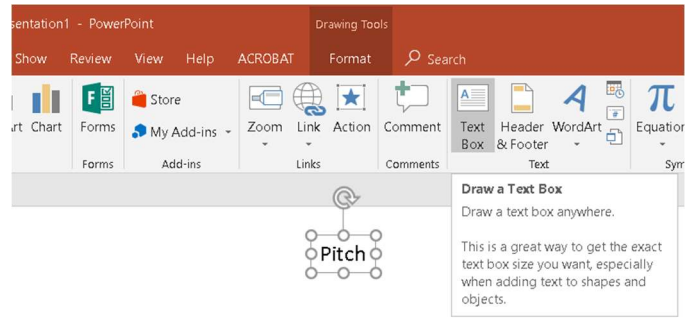 sentation1 - PowerPoint
Drawing Tools
Show Review View Help ACROBAT Format Search
rt Chart Forms Store My Add-ins Zoom Link Action Comment Text Box Header & Footer WordArt Equation
Forms Add-ins Links Comments Text Sym
Draw a Text Box
Draw a text box anywhere.
This is a great way to get the exact
text box size you want, especially
when adding text to shapes and
objects.
Pitch